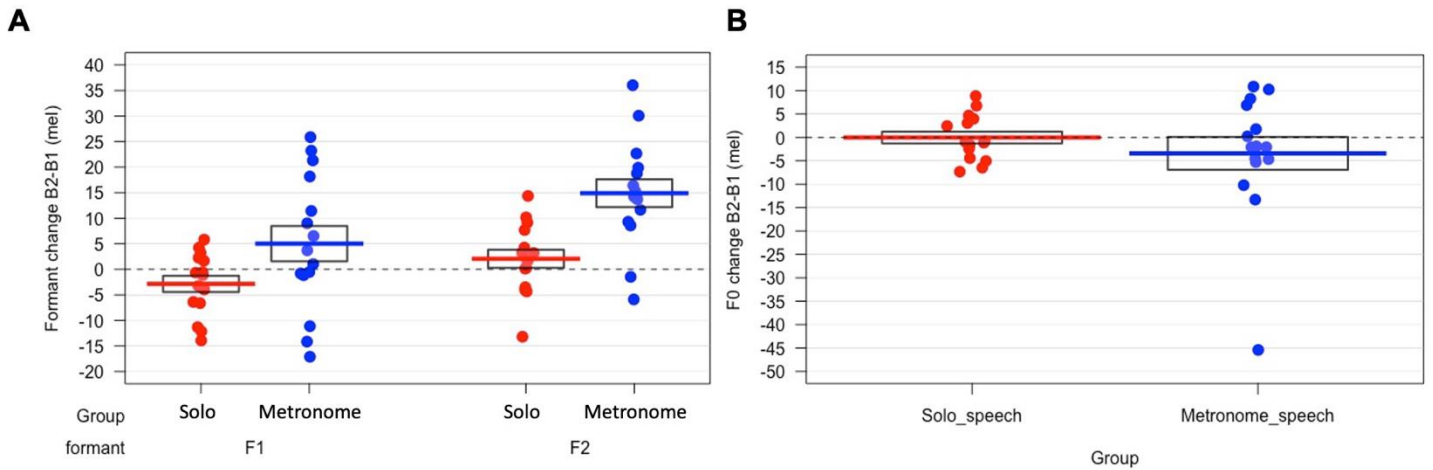 A
Formant change B2-B1 (mel)
40
35
30
25
20
15
10
5
0
-5
-10
-15
-20
Group
Solo
Metronome
Solo
Metronome
formant
F1
F2
B
F0 change B2-B1 (mel)
15
10
5
0
-5
-10
-15
-20
-25
-30
-35
-40
-45
-50
Solo_speech
Metronome_speech
Group